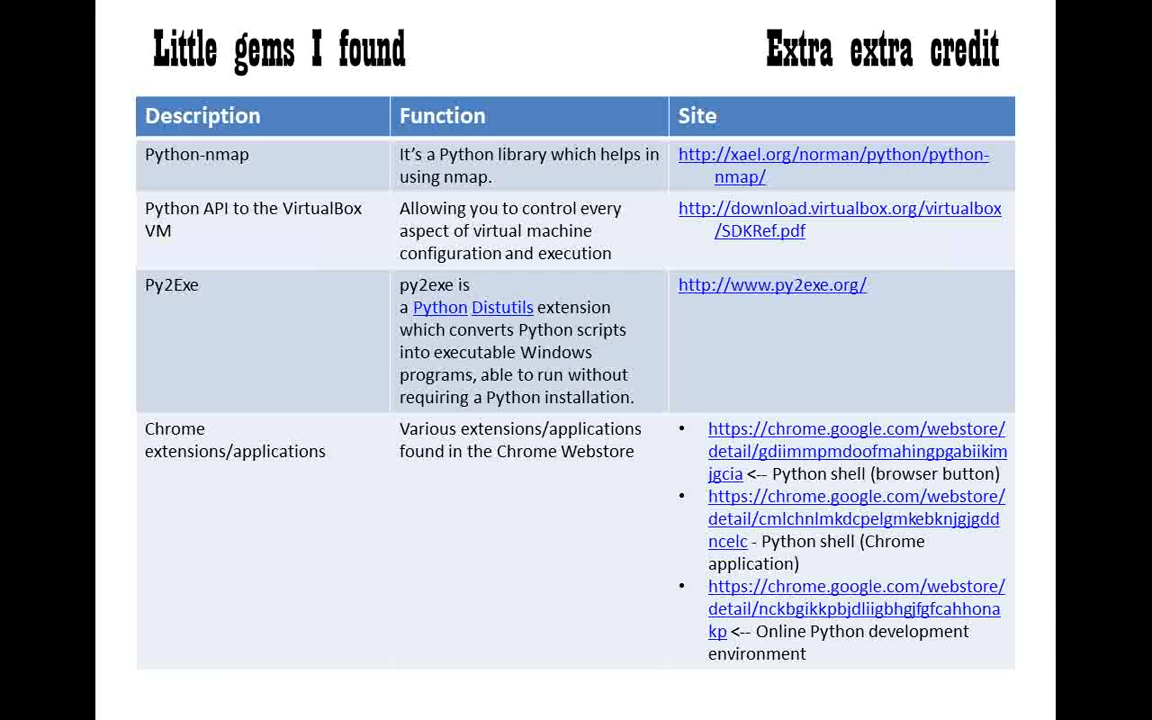 Little gems I found
Extra extra credit
Description
Function
Site
Python-nmap
It's a Python library which helps in
using nmap.
http://xael.org/norman/python/python-
nmap/
Python API to the VirtualBox
VM
Allowing you to control every
aspect of virtual machine
configuration and execution
http://download.virtualbox.org/virtualbox
/SDKRef.pdf
Py2Exe
py2exe is
a Python Distutils extension
which converts Python scripts
into executable Windows
programs, able to run without
requiring a Python installation.
http://www.py2exe.org/
Chrome
extensions/applications
Various extensions/applications
found in the Chrome Webstore
• https://chrome.google.com/webstore/
detail/gdiimmpmdoofmahingpgabiikim
jgcia <-- Python shell (browser button)
• https://chrome.google.com/webstore/
detail/cmlchnlmkdcpelgmkebknjgjgdd
ncelc - Python shell (Chrome
application)
• https://chrome.google.com/webstore/
detail/nckbgikkpbjdliigbhgjfgfcahhona
kp <-- Online Python development
environment